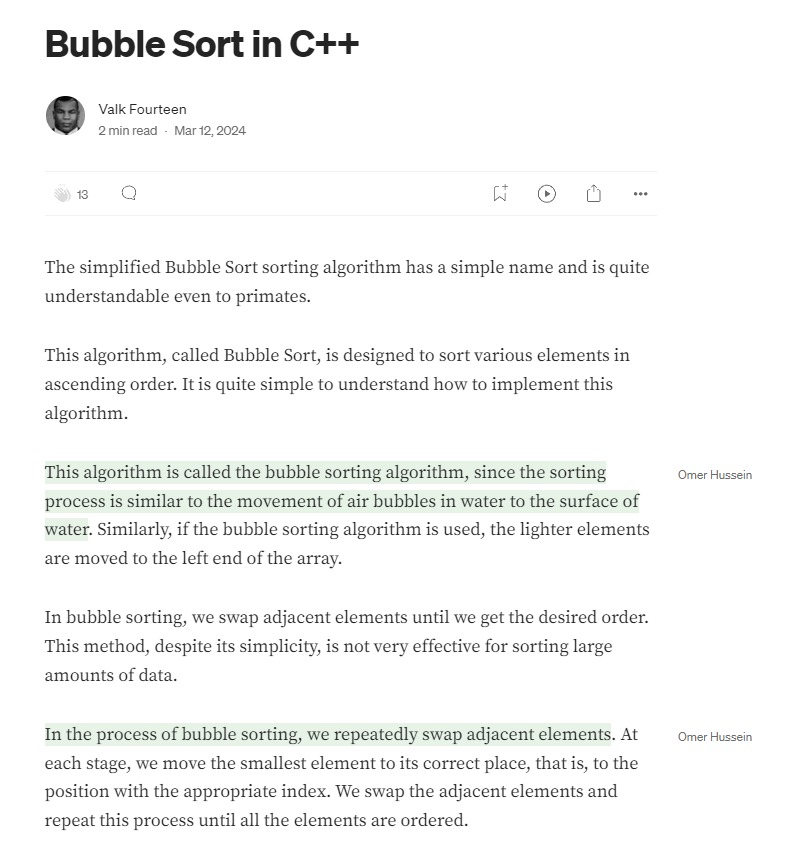 Bubble Sort in C++
Valk Fourteen
2 min read · Mar 12, 2024
13
The simplified Bubble Sort sorting algorithm has a simple name and is quite
understandable even to primates.
This algorithm, called Bubble Sort, is designed to sort various elements in
ascending order. It is quite simple to understand how to implement this
algorithm.
This algorithm is called the bubble sorting algorithm, since the sorting
Omer Hussein
process is similar to the movement of air bubbles in water to the surface of
water. Similarly, if the bubble sorting algorithm is used, the lighter elements
are moved to the left end of the array.
In bubble sorting, we swap adjacent elements until we get the desired order.
This method, despite its simplicity, is not very effective for sorting large
amounts of data.
In the process of bubble sorting, we repeatedly swap adjacent elements. At
Omer Hussein
each stage, we move the smallest element to its correct place, that is, to the
position with the appropriate index. We swap the adjacent elements and
repeat this process until all the elements are ordered.